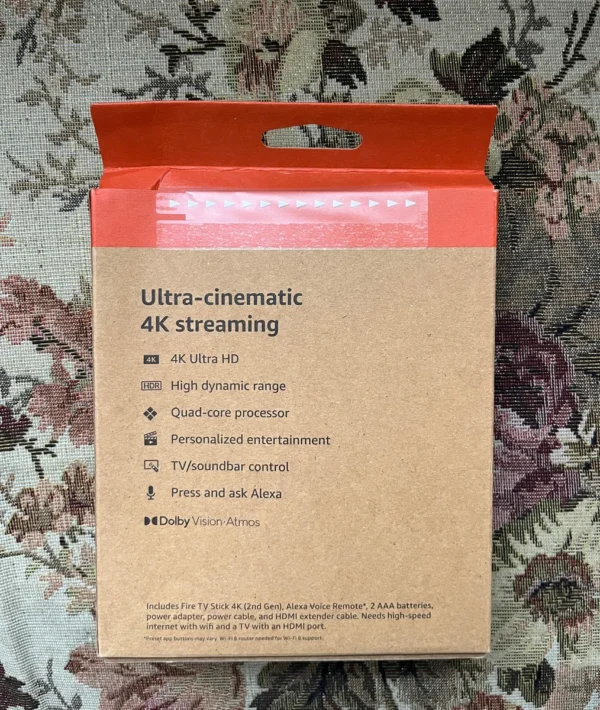 Ultra-cinematic
4K streaming
4K 4K Ultra HD
HDR High dynamic range
Quad-core processor
Personalized entertainment
TV/soundbar control
Press and ask Alexa
Dolby Vision·Atmos
Includes Fire TV Stick 4K (2nd Gen), Alexa Voice Remote*, 2 AAA batteries,
power adapter, power cable, and HDMI extender cable. Needs high-speed
internet with wifi and a TV with an HDMI port.
*Preset app buttons may vary. Wi-Fi 6 router needed for Wi-Fi 6 support.